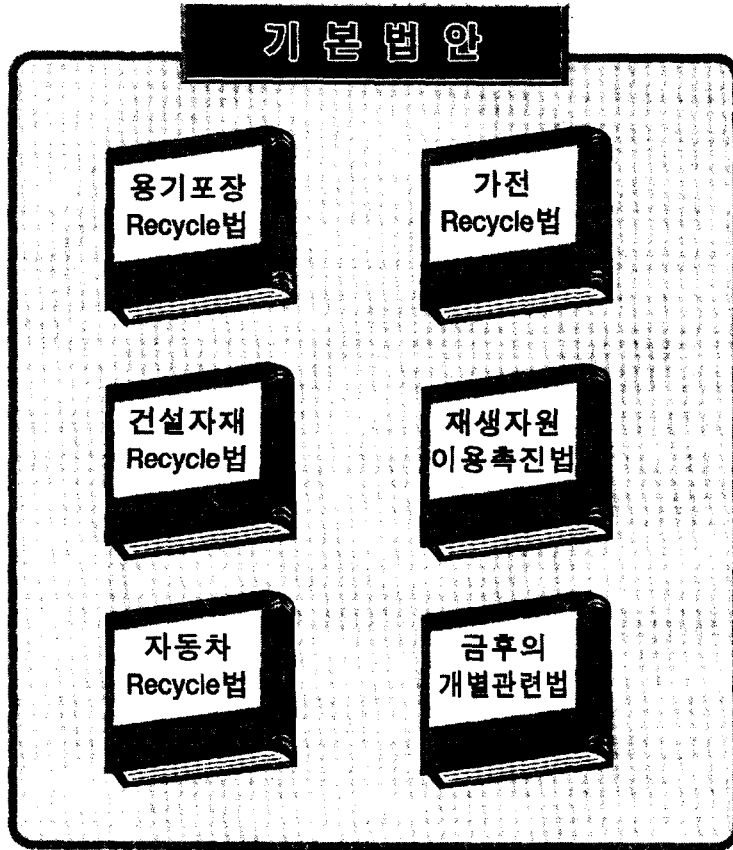 기본법안
용기포장
Recycle법
가전
Recycle법
건설자재
Recycle법
재생자원
이용촉진법
자동차
Recycle법
금후의
개별관련법